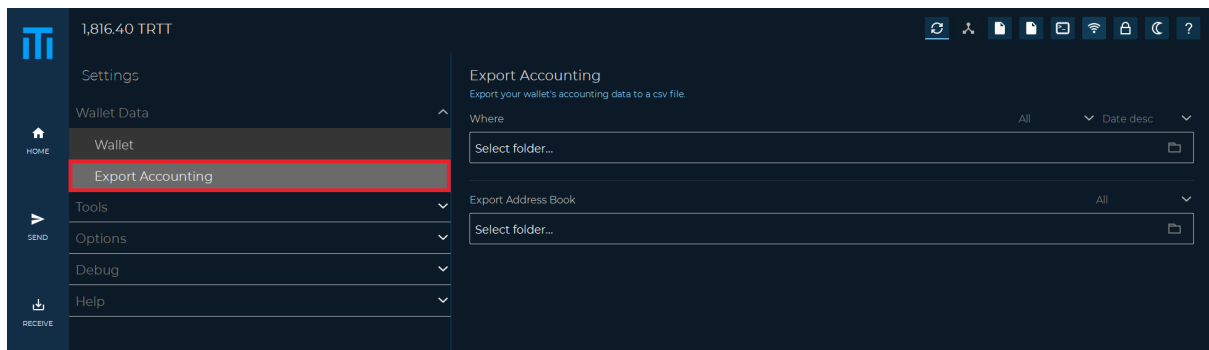 1,816.40 TRTT
?
Settings
Wallet Data
Wallet
Export Accounting
Tools
Options
Debug
Help
HOME
SEND
RECEIVE
Export Accounting
Export your wallet's accounting data to a csv file.
Where All Date desc
Select folder...
Export Address Book All
Select folder...